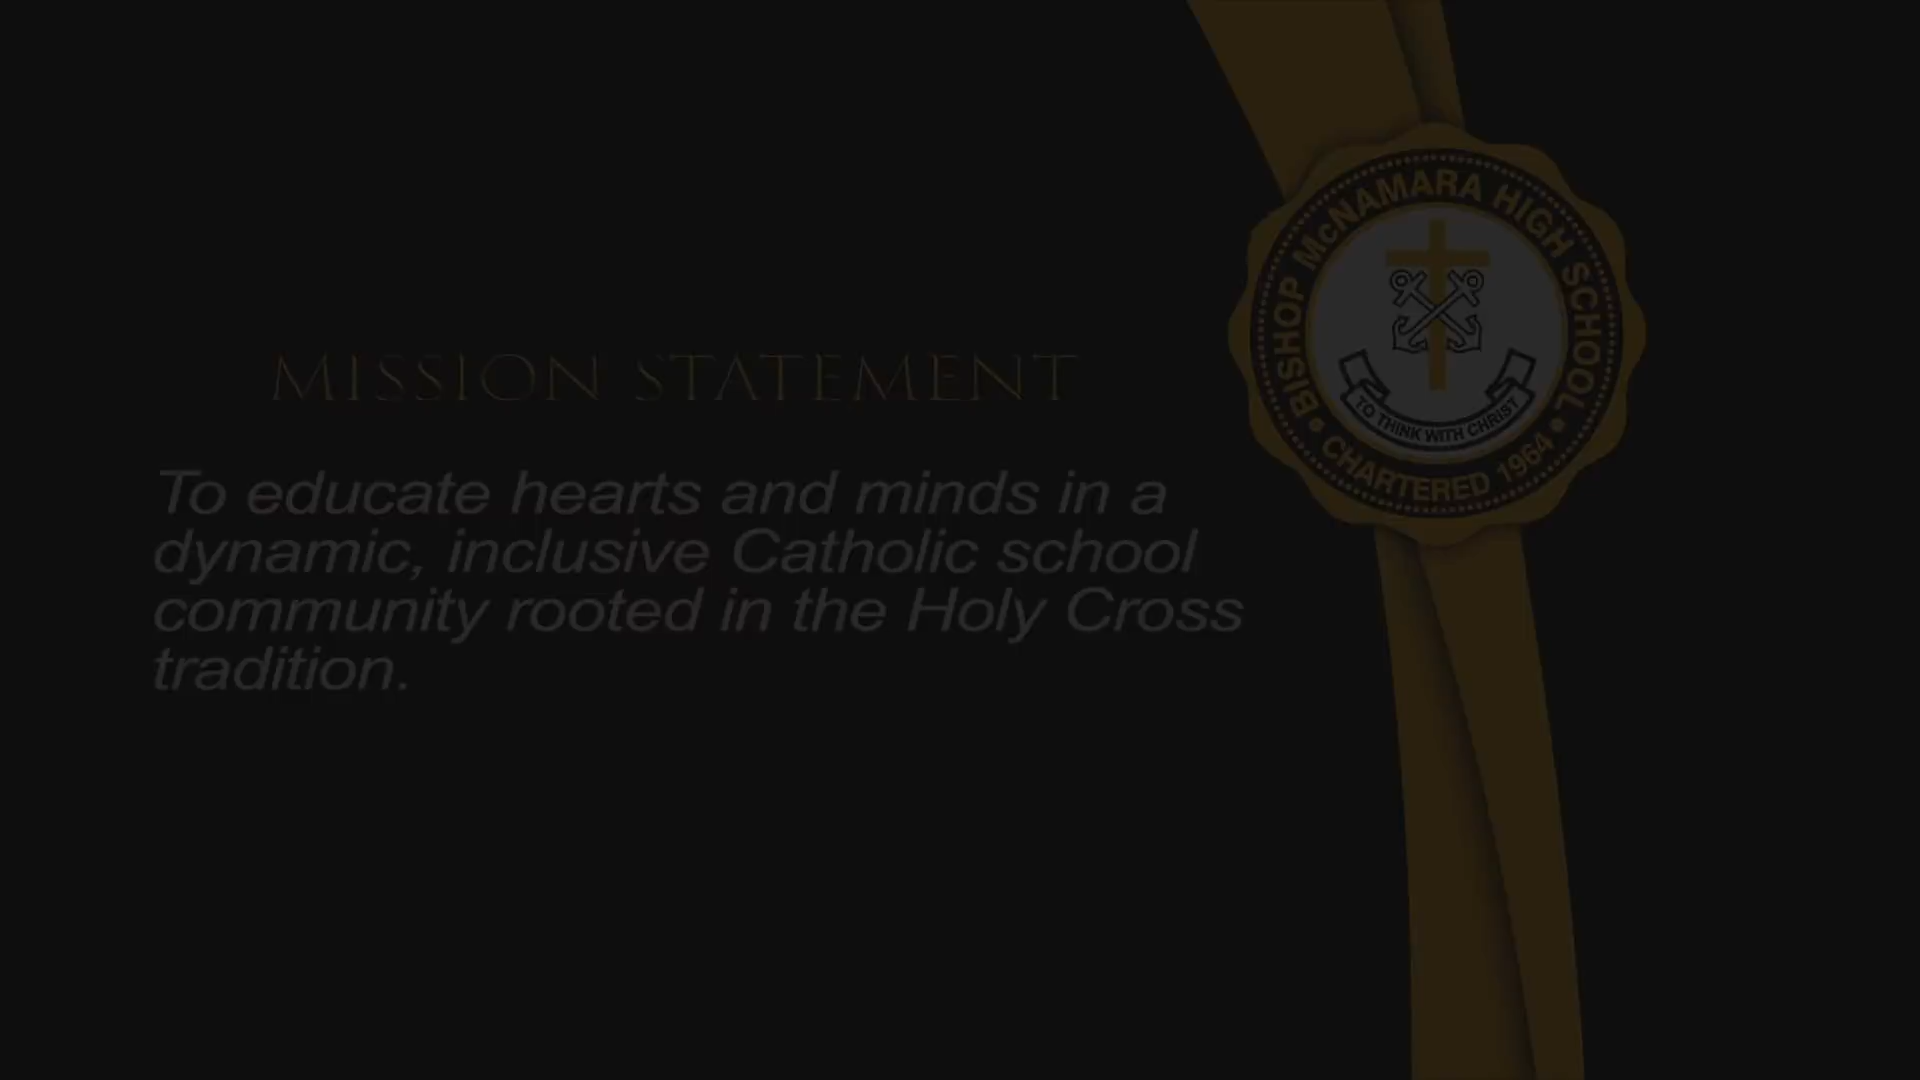 MISSION STATEMENT
To educate hearts and minds in a
dynamic, inclusive Catholic school
community rooted in the Holy Cross
tradition.
BISHOP McNAMARA HIGH SCHOOL
TO THINK WITH CHRIST
• CHARTERED 1964 •